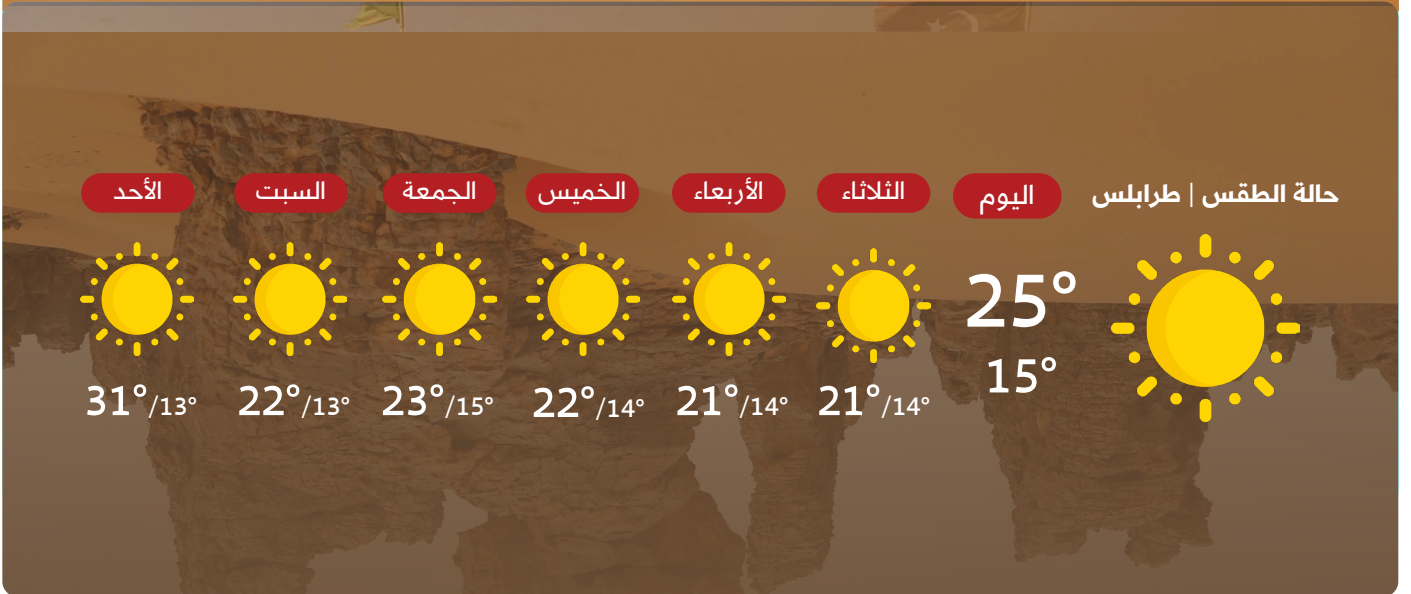 حالة الطقس | طرابلس
اليوم
25°
15°
الثلاثاء
21°/14°
الأربعاء
21°/14°
الخميس
22°/14°
الجمعة
23°/15°
السبت
22°/13°
الأحد
31°/13°